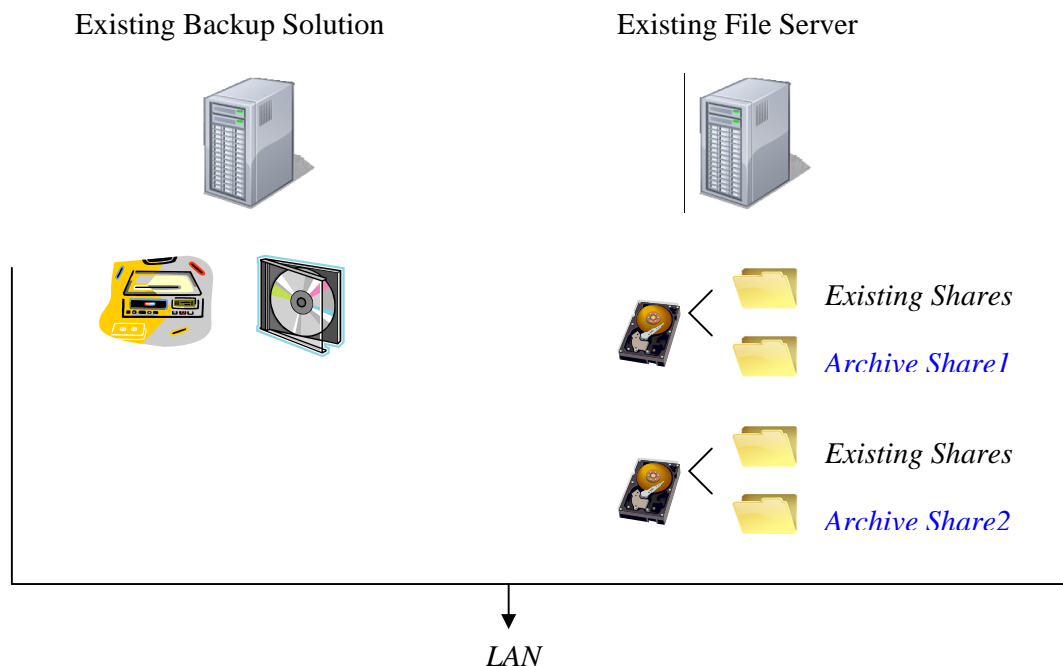 Existing Backup Solution
Existing File Server
Existing Shares
Archive Share1
Existing Shares
Archive Share2
LAN